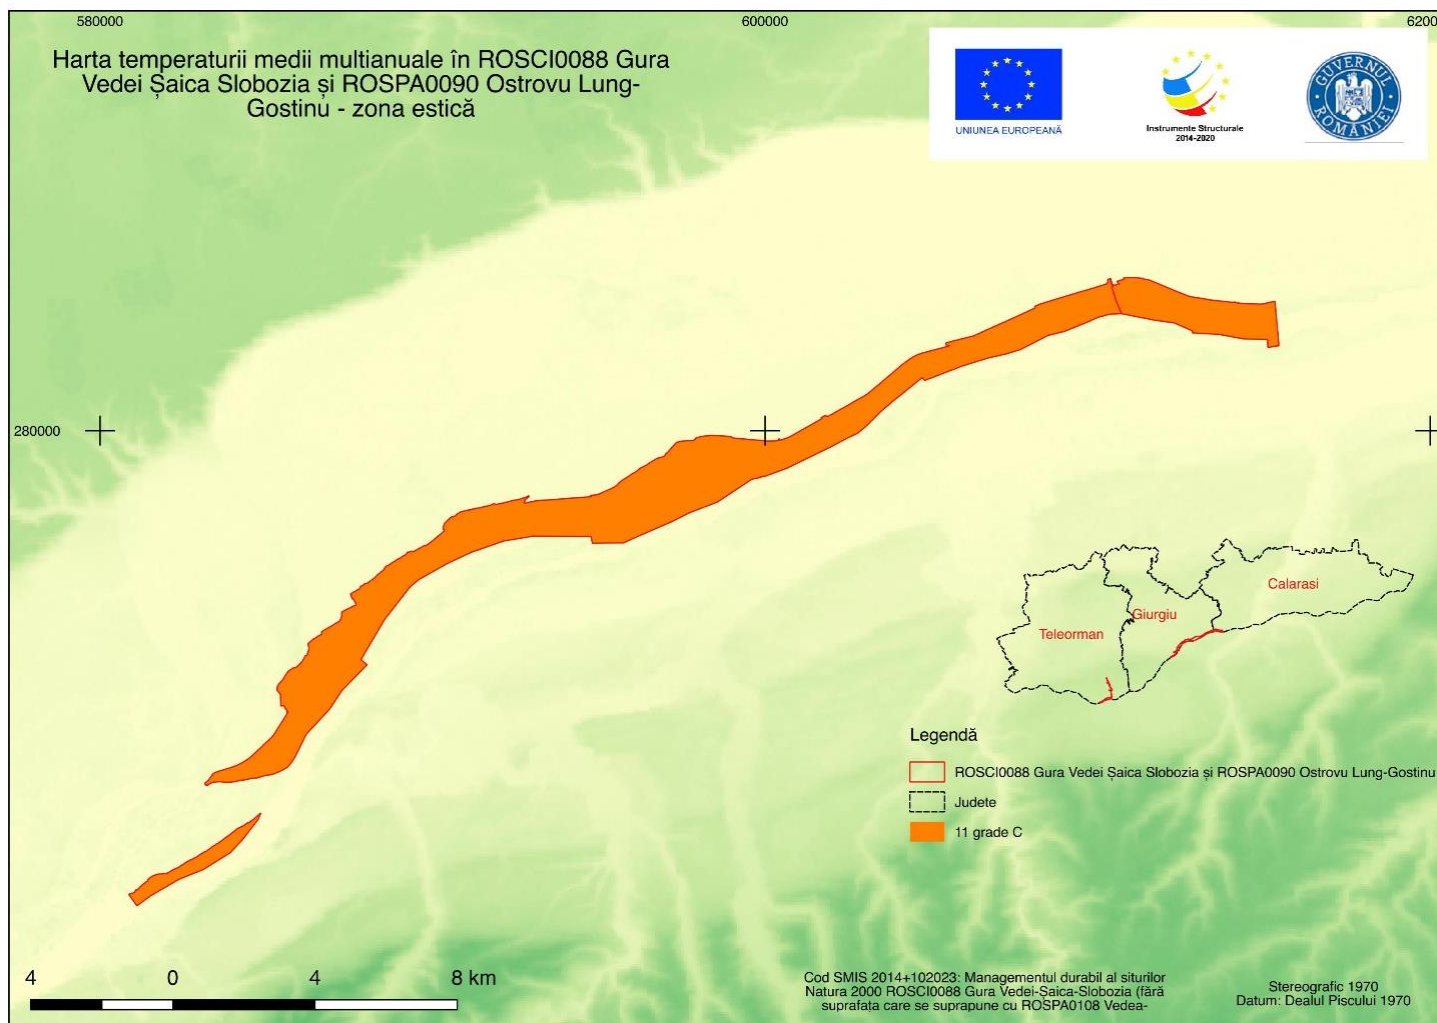 580000
600000
6200
Harta temperaturii medii multianuale în ROSCI0088 Gura
Vedei Șaica Slobozia și ROSPA0090 Ostrovu Lung-
Gostinu - zona estică
UNIUNEA EUROPEANĂ
Instrumente Structurale
2014-2020
GUVERNUL
ROMÂNIEI
280000
Calarasi
Giurgiu
Teleorman
Legendă
ROSCI0088 Gura Vedei Șaica Slobozia și ROSPA0090 Ostrovu Lung-Gostinu
Judete
11 grade C
4 0 4 8 km
Cod SMIS 2014+102023: Managementul durabil al siturilor
Natura 2000 ROSCI0088 Gura Vedei-Șaica-Slobozia (fără
suprafața care se suprapune cu ROSPA0108 Vedea-
Stereografic 1970
Datum: Dealul Piscului 1970